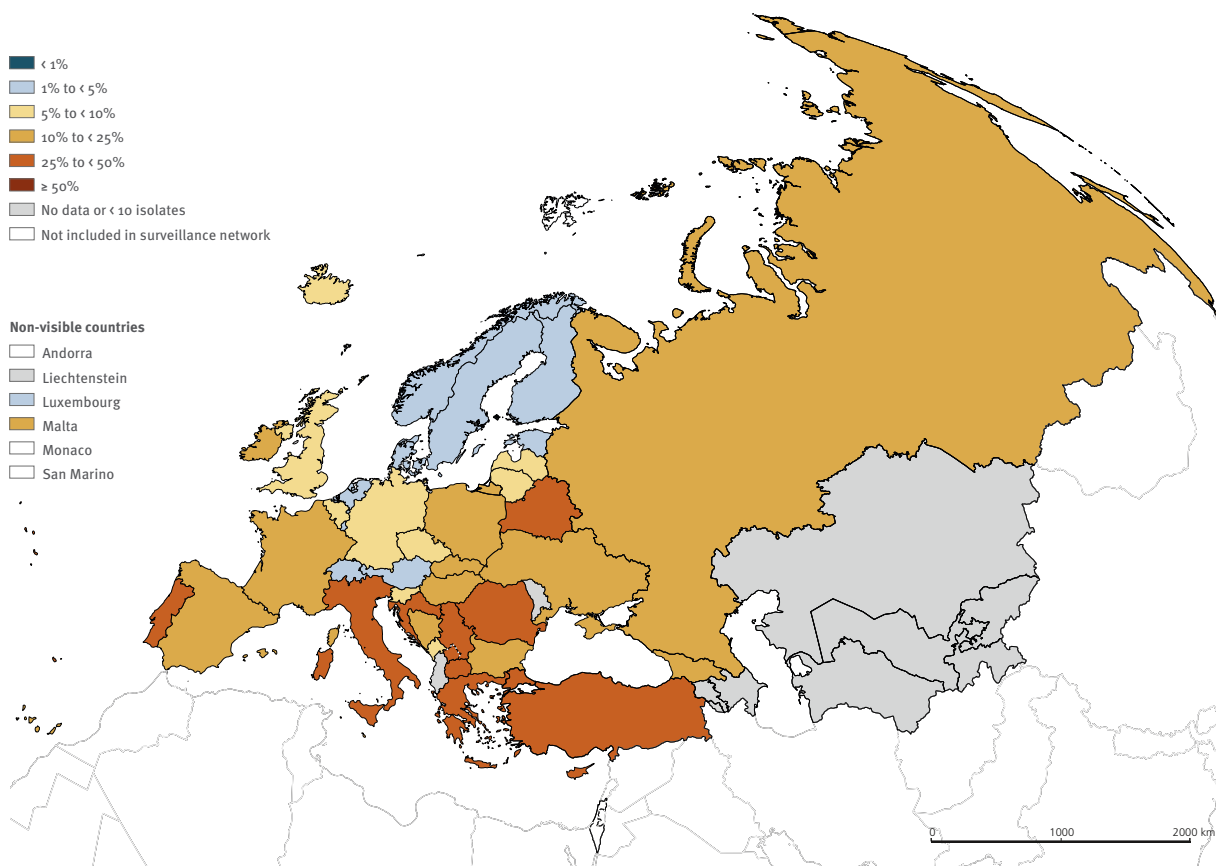 < 1%
1% to < 5%
5% to < 10%
10% to < 25%
25% to < 50%
≥ 50%
No data or < 10 isolates
Not included in surveillance network
Non-visible countries
Andorra
Liechtenstein
Luxembourg
Malta
Monaco
San Marino
0 1000 2000 km